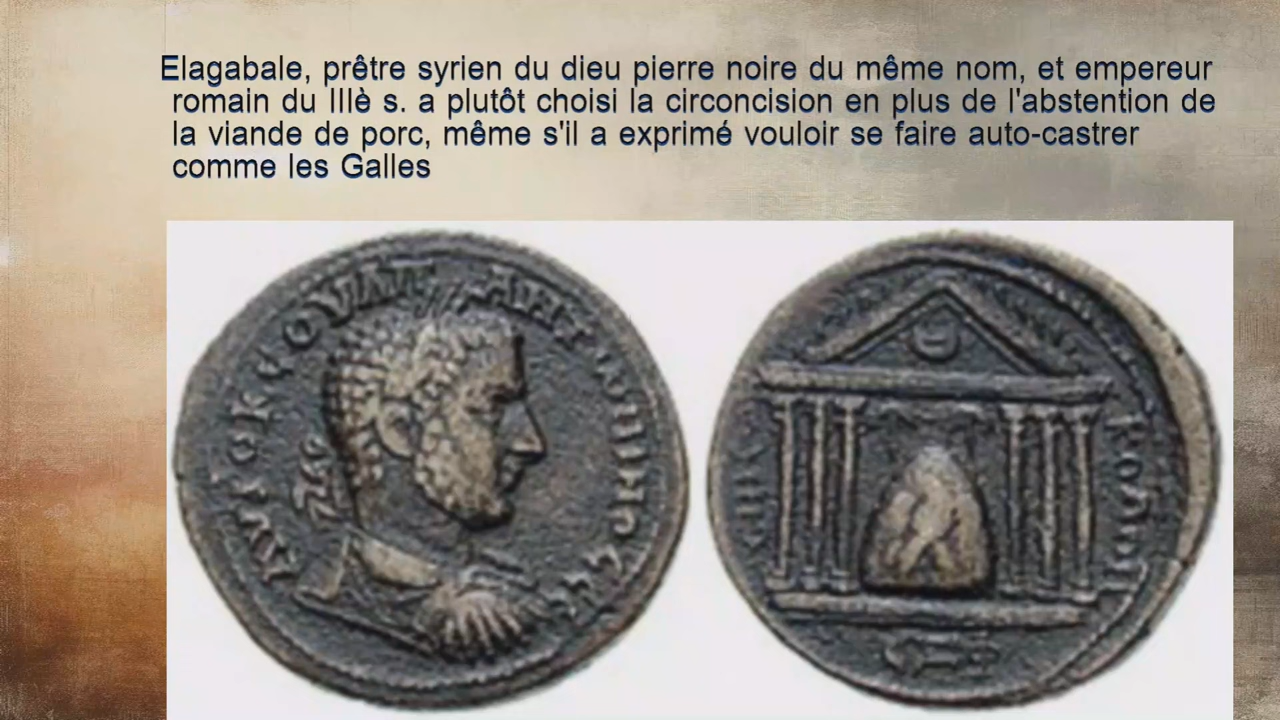 Elagabale, prêtre syrien du dieu pierre noire du même nom, et empereur
romain du IIIè s. a plutôt choisi la circoncision en plus de l'abstention de
la viande de porc, même s'il a exprimé vouloir se faire auto-castrer
comme les Galles